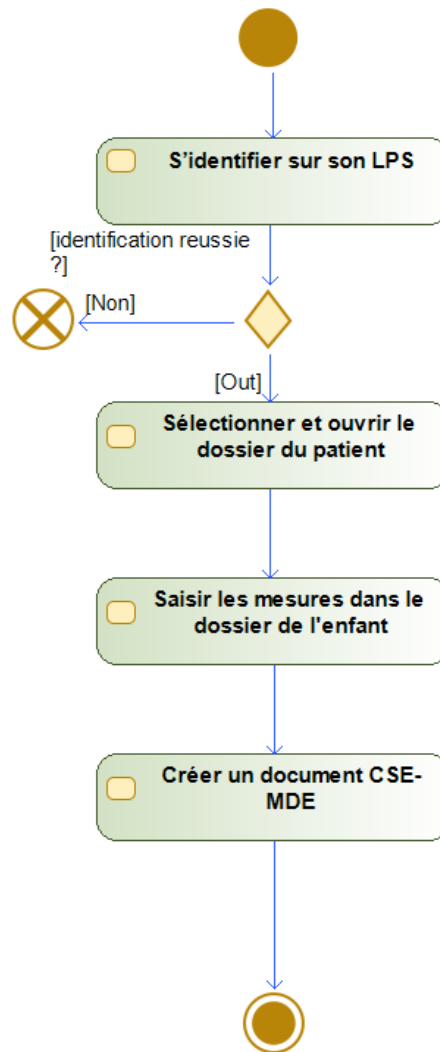 S'identifier sur son LPS
[identification reussie
?]
[Non]
[Out]
Sélectionner et ouvrir le
dossier du patient
Saisir les mesures dans le
dossier de l'enfant
Créer un document CSE-
MDE